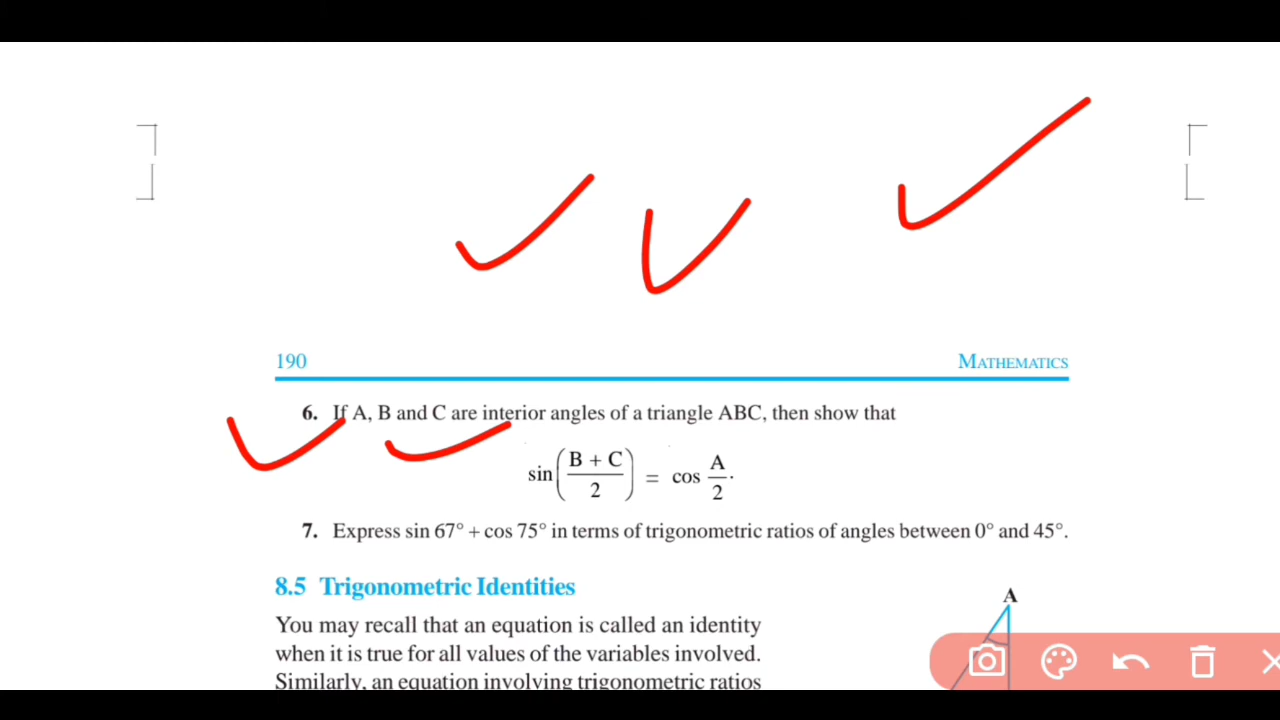 190 MATHEMATICS
6. If A, B and C are interior angles of a triangle ABC, then show that
sin((B + C)/2) = cos A/2.
7. Express sin 67° + cos 75° in terms of trigonometric ratios of angles between 0° and 45°.
8.5 Trigonometric Identities
A
You may recall that an equation is called an identity
when it is true for all values of the variables involved.
Similarly, an equation involving trigonometric ratios